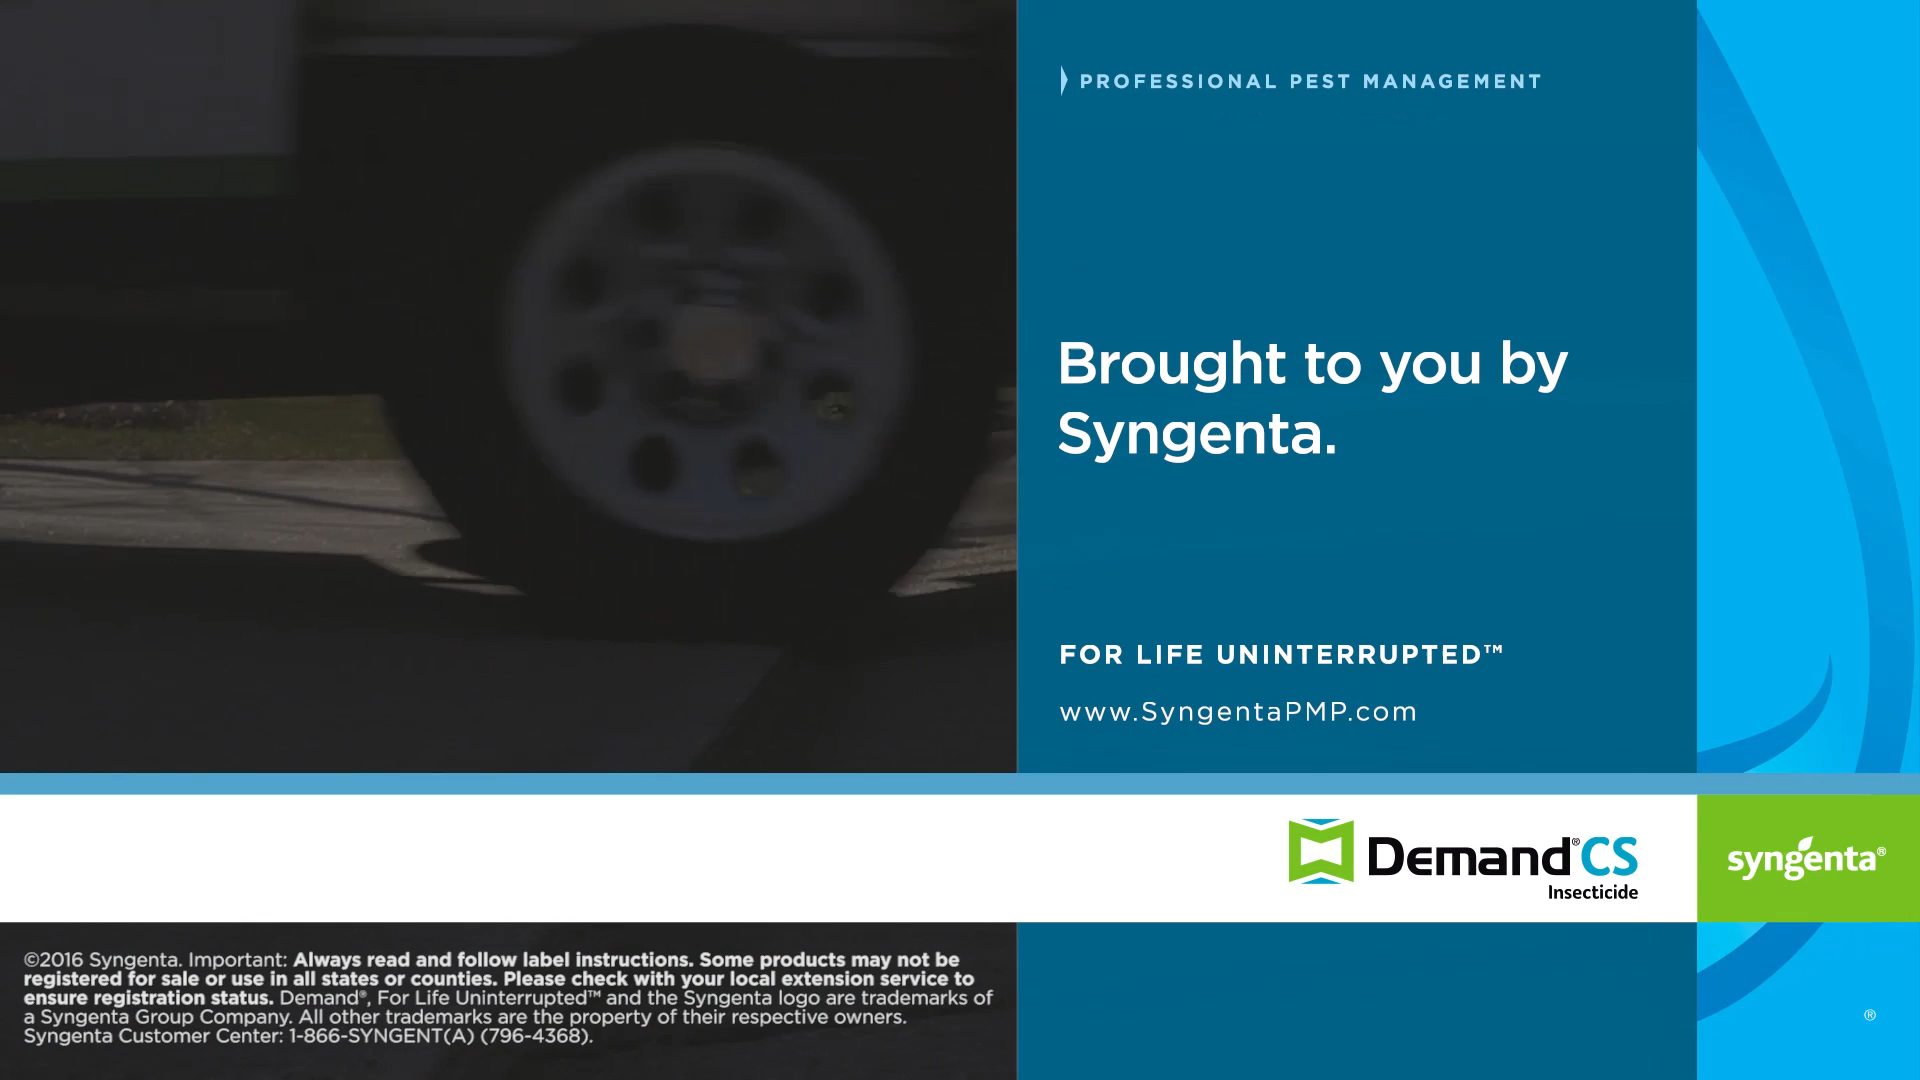 PROFESSIONAL PEST MANAGEMENT
Brought to you by
Syngenta.
FOR LIFE UNINTERRUPTED™
www.SyngentaPMP.com
Demand®CS
Insecticide
syngenta®
©2016 Syngenta. Important: Always read and follow label instructions. Some products may not be
registered for sale or use in all states or counties. Please check with your local extension service to
ensure registration status. Demand®, For Life Uninterrupted™ and the Syngenta logo are trademarks of
a Syngenta Group Company. All other trademarks are the property of their respective owners.
Syngenta Customer Center: 1-866-SYNGENT(A) (796-4368).
®